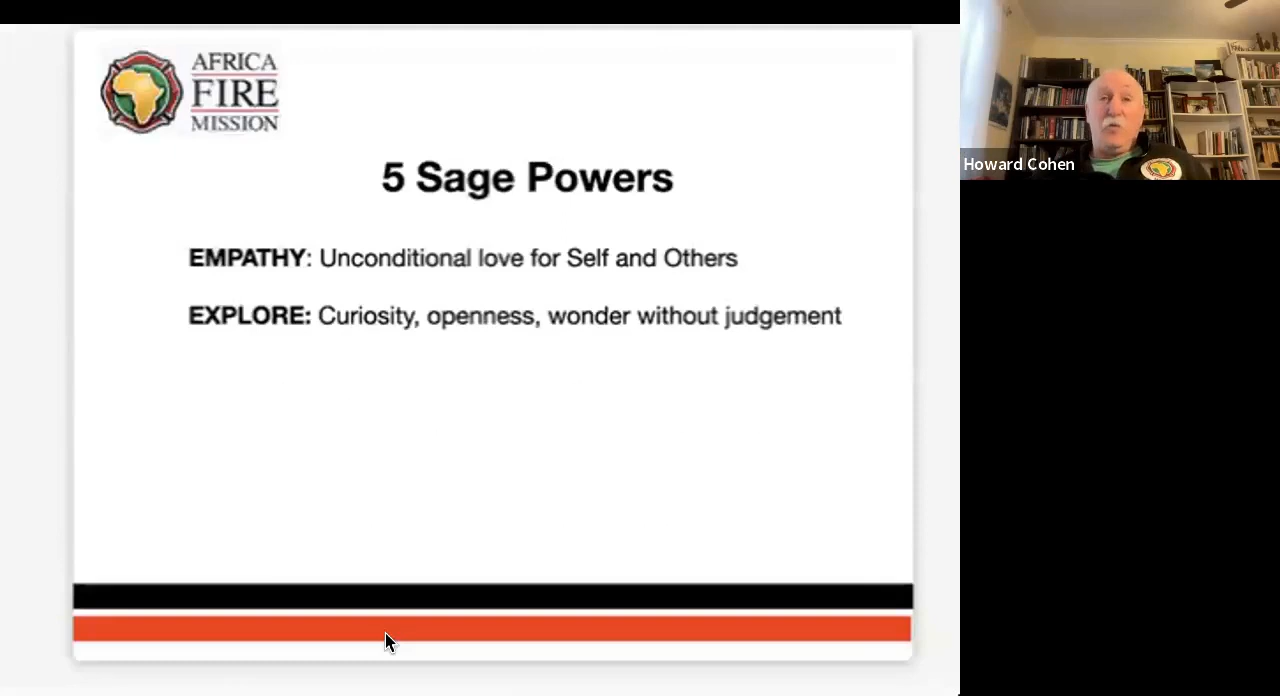 AFRICA
FIRE
MISSION
5 Sage Powers
EMPATHY: Unconditional love for Self and Others
EXPLORE: Curiosity, openness, wonder without judgement
Howard Cohen